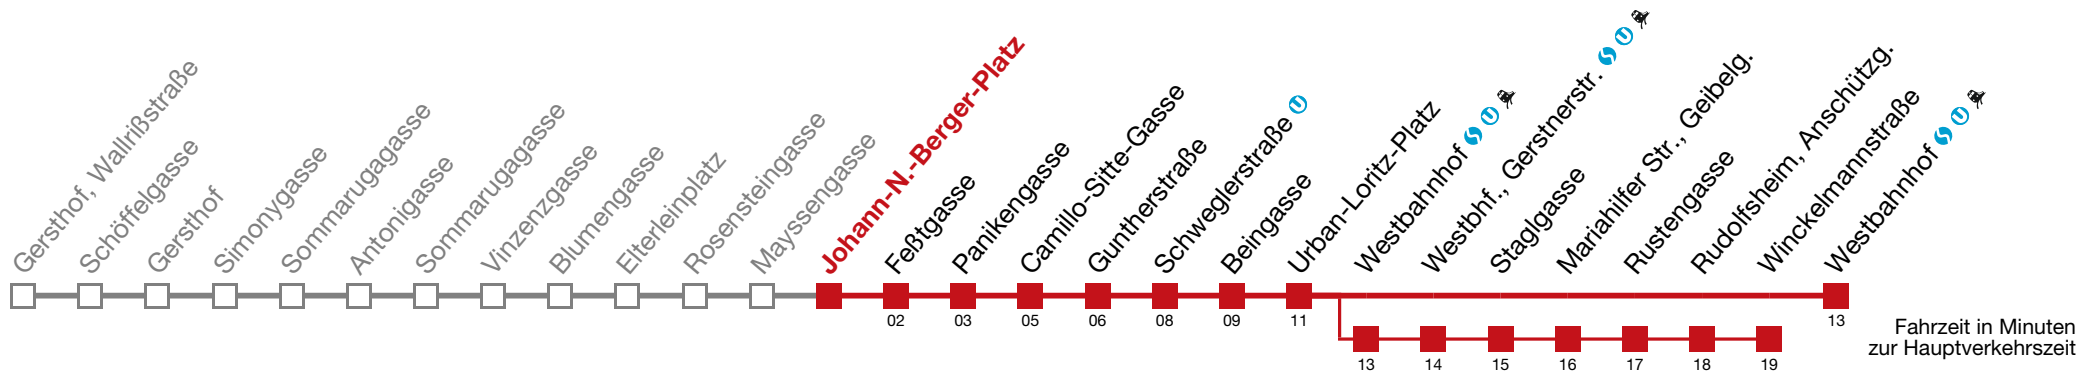 Gersthof, Wallrißstraße
Schöffelgasse
Gersthof
Simonygasse
Sommarugagasse
Antonigasse
Sommarugagasse
Vinzenzgasse
Blumengasse
Elterleinplatz
Rosensteingasse
Mayssengasse
Johann-N.-Berger-Platz
Feßtgasse
Panikengasse
Camillo-Sitte-Gasse
Guntherstraße
Schweglerstraße U
Beingasse
Urban-Loritz-Platz
Westbahnhof S U
Westbhf., Gerstnerstr. S U
Staglgasse
Mariahilfer Str., Geibelg.
Rustengasse
Rudolfsheim, Anschützg.
Winckelmannstraße
Westbahnhof S U
02 03 05 06 08 09 11 13
13 14 15 16 17 18 19
Fahrzeit in Minuten
zur Hauptverkehrszeit